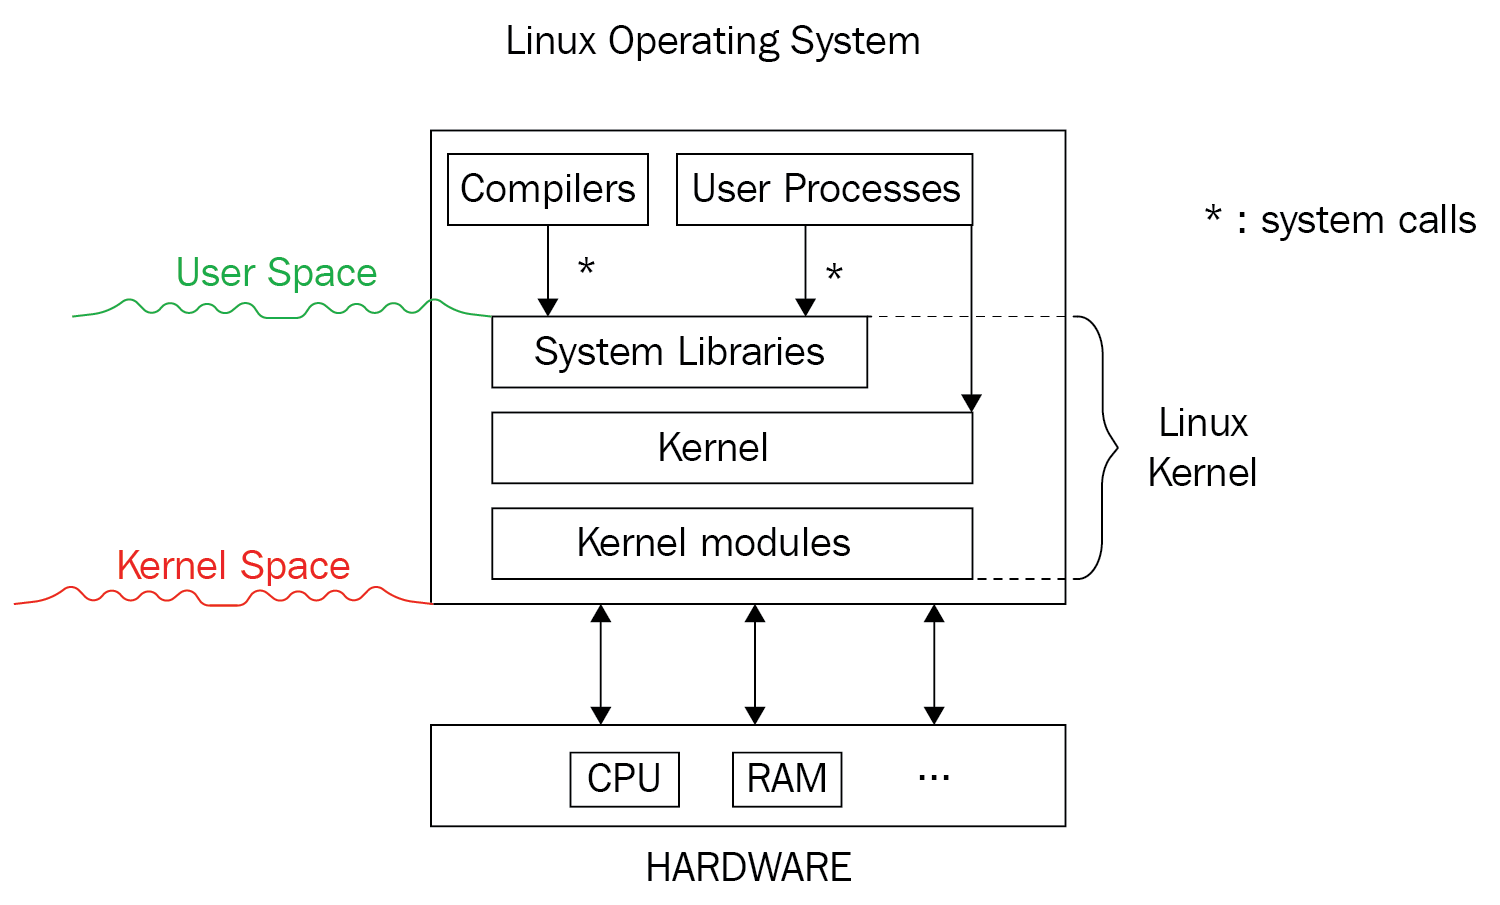 Linux Operating System
Compilers
User Processes
* : system calls
User Space
*
*
System Libraries
Linux
Kernel
Kernel
Kernel modules
Kernel Space
CPU
RAM
...
HARDWARE